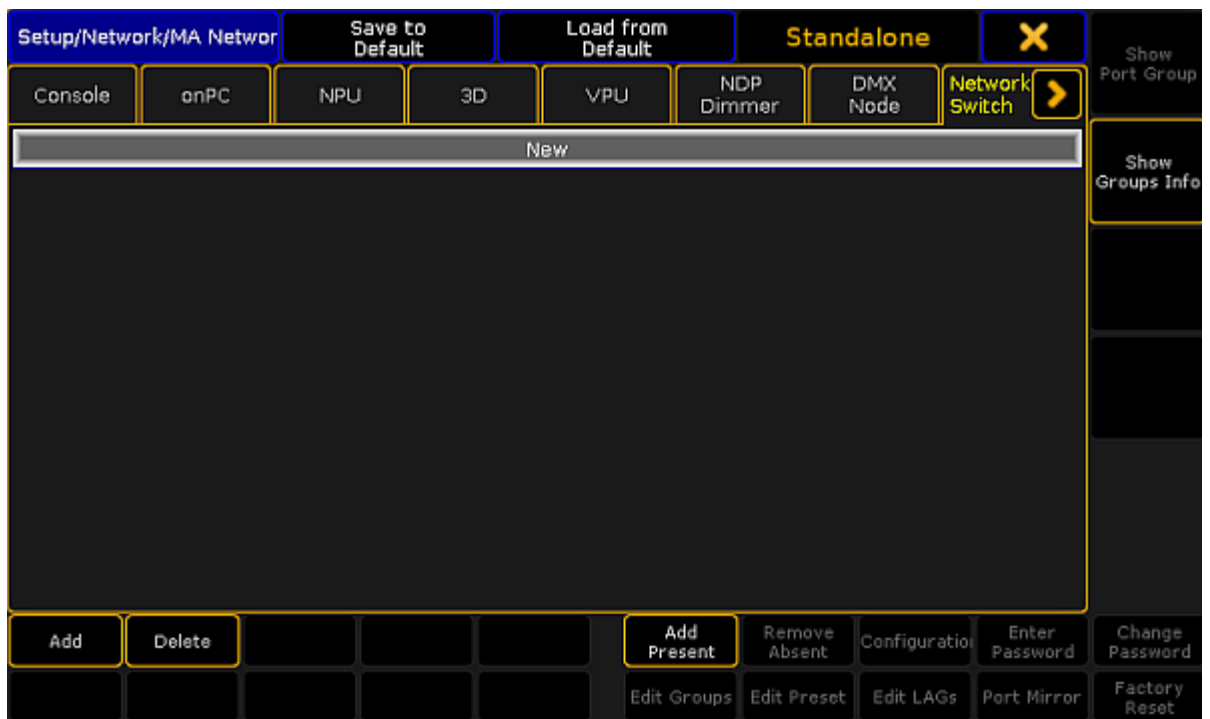 Setup/Network/MA Networ
Save to
Default
Load from
Default
Standalone
Show
Port Group
Console
onPC
NPU
3D
VPU
NDP
Dimmer
DMX
Node
Network
Switch
New
Show
Groups Info
Add
Delete
Add
Present
Remove
Absent
Configuratio
Enter
Password
Change
Password
Edit Groups
Edit Preset
Edit LAGs
Port Mirror
Factory
Reset